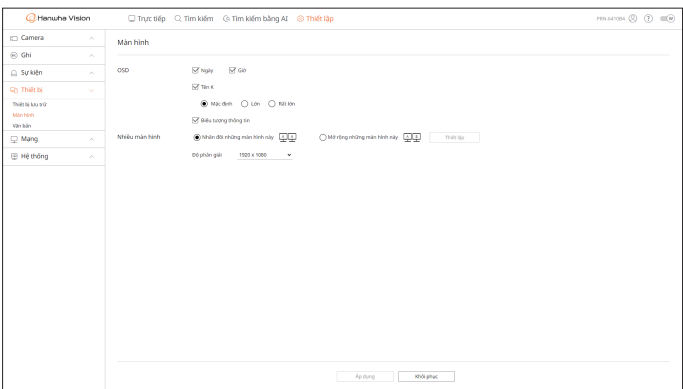 Hanwha Vision
Trực tiếp Tìm kiếm Tìm kiếm bằng AI Thiết lập
PRN-6410B4
Camera
Ghi
Sự kiện
Thiết bị
Thiết bị lưu trữ
Màn hình
Văn bản
Mạng
Hệ thống
Màn hình
OSD
Ngày Giờ
Tên K
Mặc định Lớn Rất lớn
Biểu tượng thông tin
Nhiều màn hình
Nhân đôi những màn hình này
Mở rộng những màn hình này
Thiết lập
Độ phân giải 1920 x 1080
Áp dụng Khôi phục